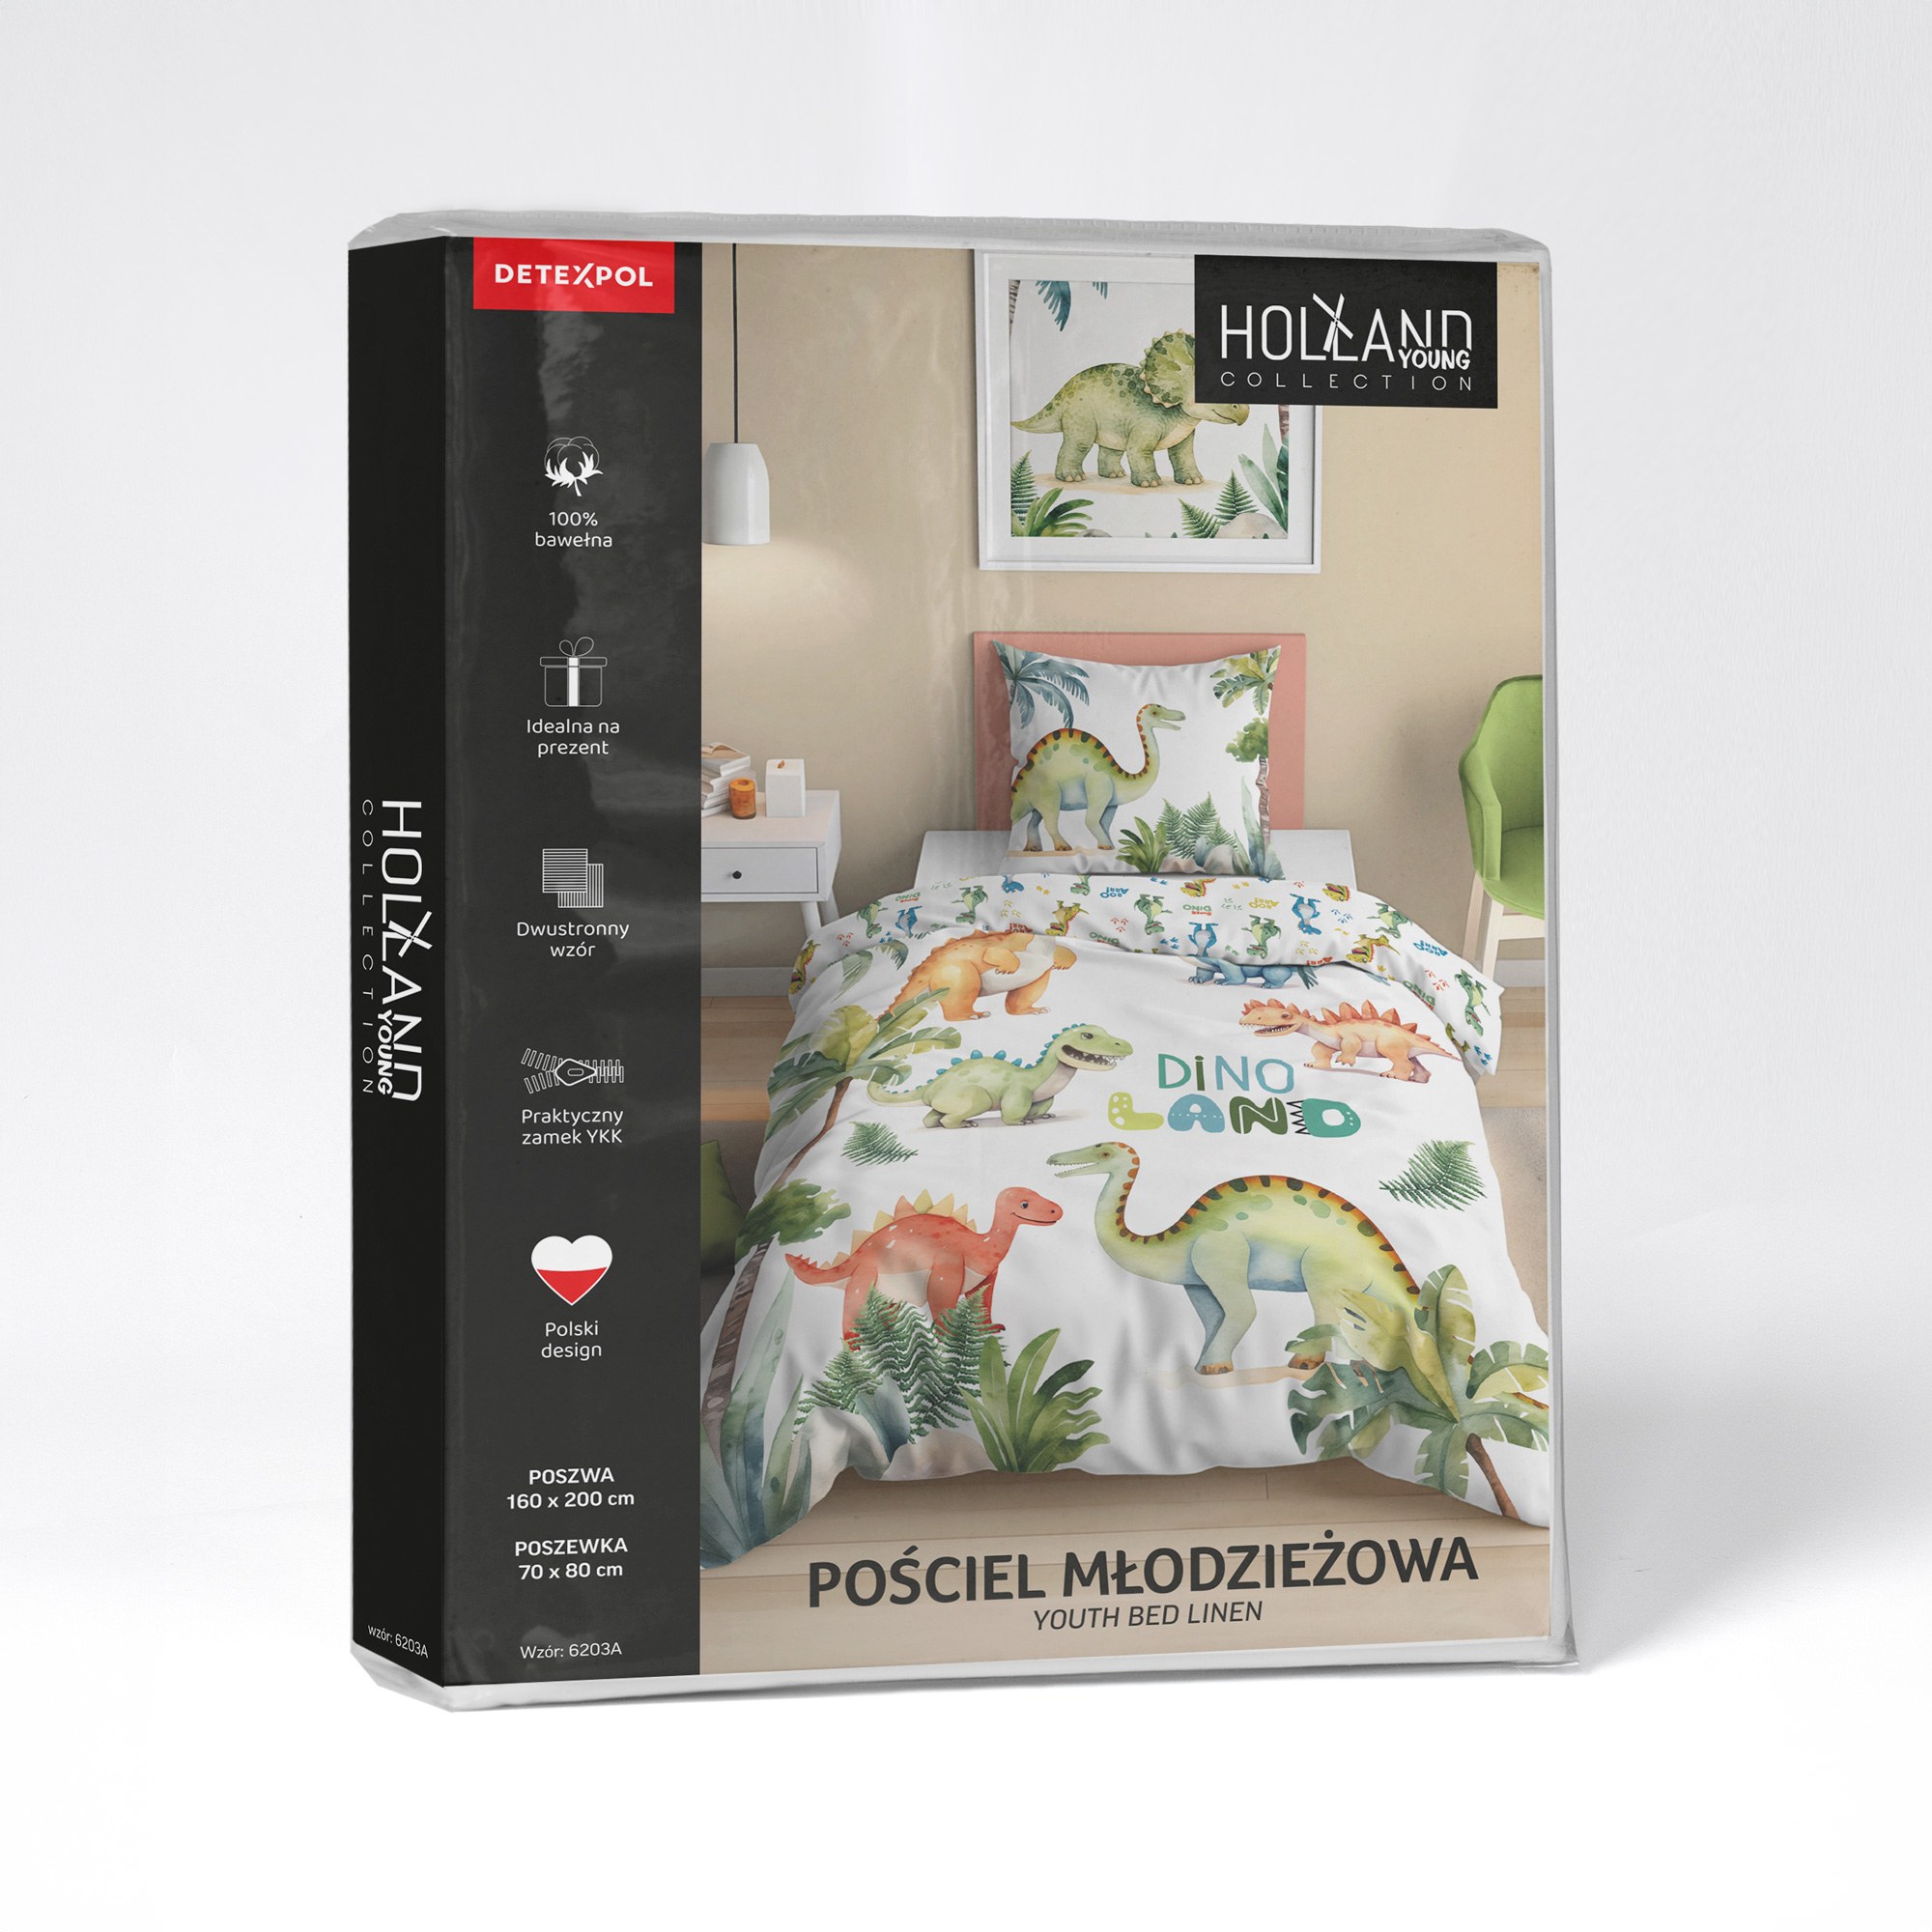 DETEXPOL
HOLLAND
YOUNG
COLLECTION
100%
bawełna
Idealna na
prezent
Dwustronny
wzór
Praktyczny
zamek YKK
Polski
design
POSZWA
160 x 200 cm
POSZEWKA
70 x 80 cm
Wzór: 6203A
HOLLAND
YOUNG
COLLECTION
wzór: 6203A
DiNO
LAND
POŚCIEL MŁODZIEŻOWA
YOUTH BED LINEN